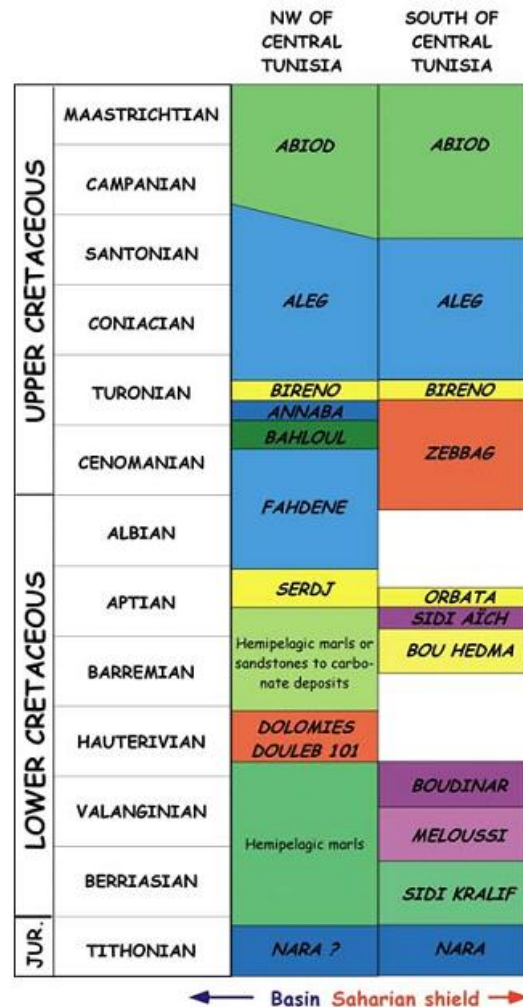 NW OF
CENTRAL
TUNISIA
SOUTH OF
CENTRAL
TUNISIA
UPPER CRETACEOUS
LOWER CRETACEOUS
JUR.
MAASTRICHTIAN
CAMPANIAN
SANTONIAN
CONIACIAN
TURONIAN
CENOMANIAN
ALBIAN
APTIAN
BARREMIAN
HAUTERIVIAN
VALANGINIAN
BERRIASIAN
TITHONIAN
ABIOD
ALEG
BIRENO
ANNABA
BAHLOUL
FAHDENE
SERDJ
Hemipelagic marls or
sandstones to carbo-
nate deposits
DOLOMIES
DOULEB 101
Hemipelagic marls
NARA ?
ABIOD
ALEG
BIRENO
ZEBBAG
ORBATA
SIDI AÏCH
BOU HEDMA
BOUDINAR
MELOUSSI
SIDI KRALIF
NARA
Basin Saharian shield